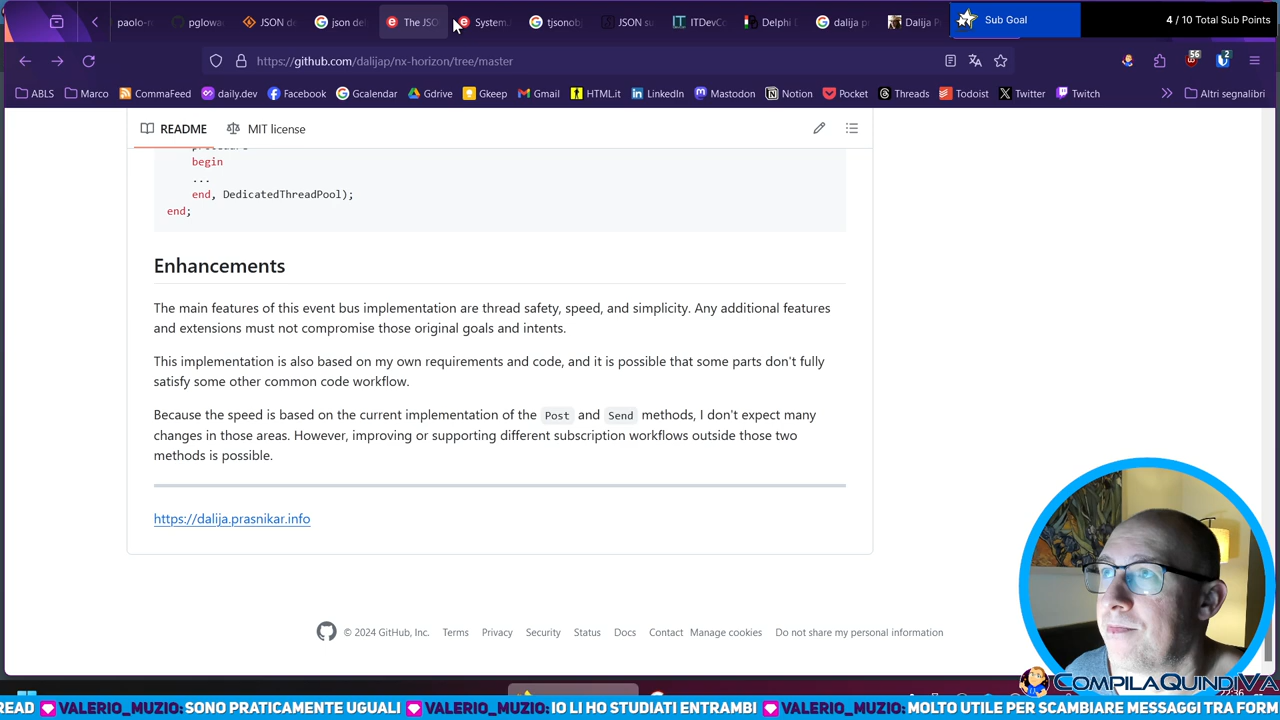 paolo-r
pglowa
JSON de
json del
The JSO
System.
tjsonobj
JSON su
ITDevCo
Delphi D
dalija pr
Dalija P
Sub Goal
4 / 10 Total Sub Points
https://github.com/dalijap/nx-horizon/tree/master
56
2
ABLS
Marco
CommaFeed
daily.dev
Facebook
Gcalendar
Gdrive
Gkeep
Gmail
HTML.it
LinkedIn
Mastodon
Notion
Pocket
Threads
Todoist
Twitter
Twitch
Altri segnalibri
README
MIT license
begin
...
end, DedicatedThreadPool);
end;
Enhancements
The main features of this event bus implementation are thread safety, speed, and simplicity. Any additional features
and extensions must not compromise those original goals and intents.
This implementation is also based on my own requirements and code, and it is possible that some parts don't fully
satisfy some other common code workflow.
Because the speed is based on the current implementation of the Post and Send methods, I don't expect many
changes in those areas. However, improving or supporting different subscription workflows outside those two
methods is possible.
https://dalija.prasnikar.info
© 2024 GitHub, Inc. Terms Privacy Security Status Docs Contact Manage cookies Do not share my personal information
COMPILAQUINDIVA
READ VALERIO_MUZIO: SONO PRATICAMENTE UGUALI VALERIO_MUZIO: IO LI HO STUDIATI ENTRAMBI VALERIO_MUZIO: MOLTO UTILE PER SCAMBIARE MESSAGGI TRA FORM